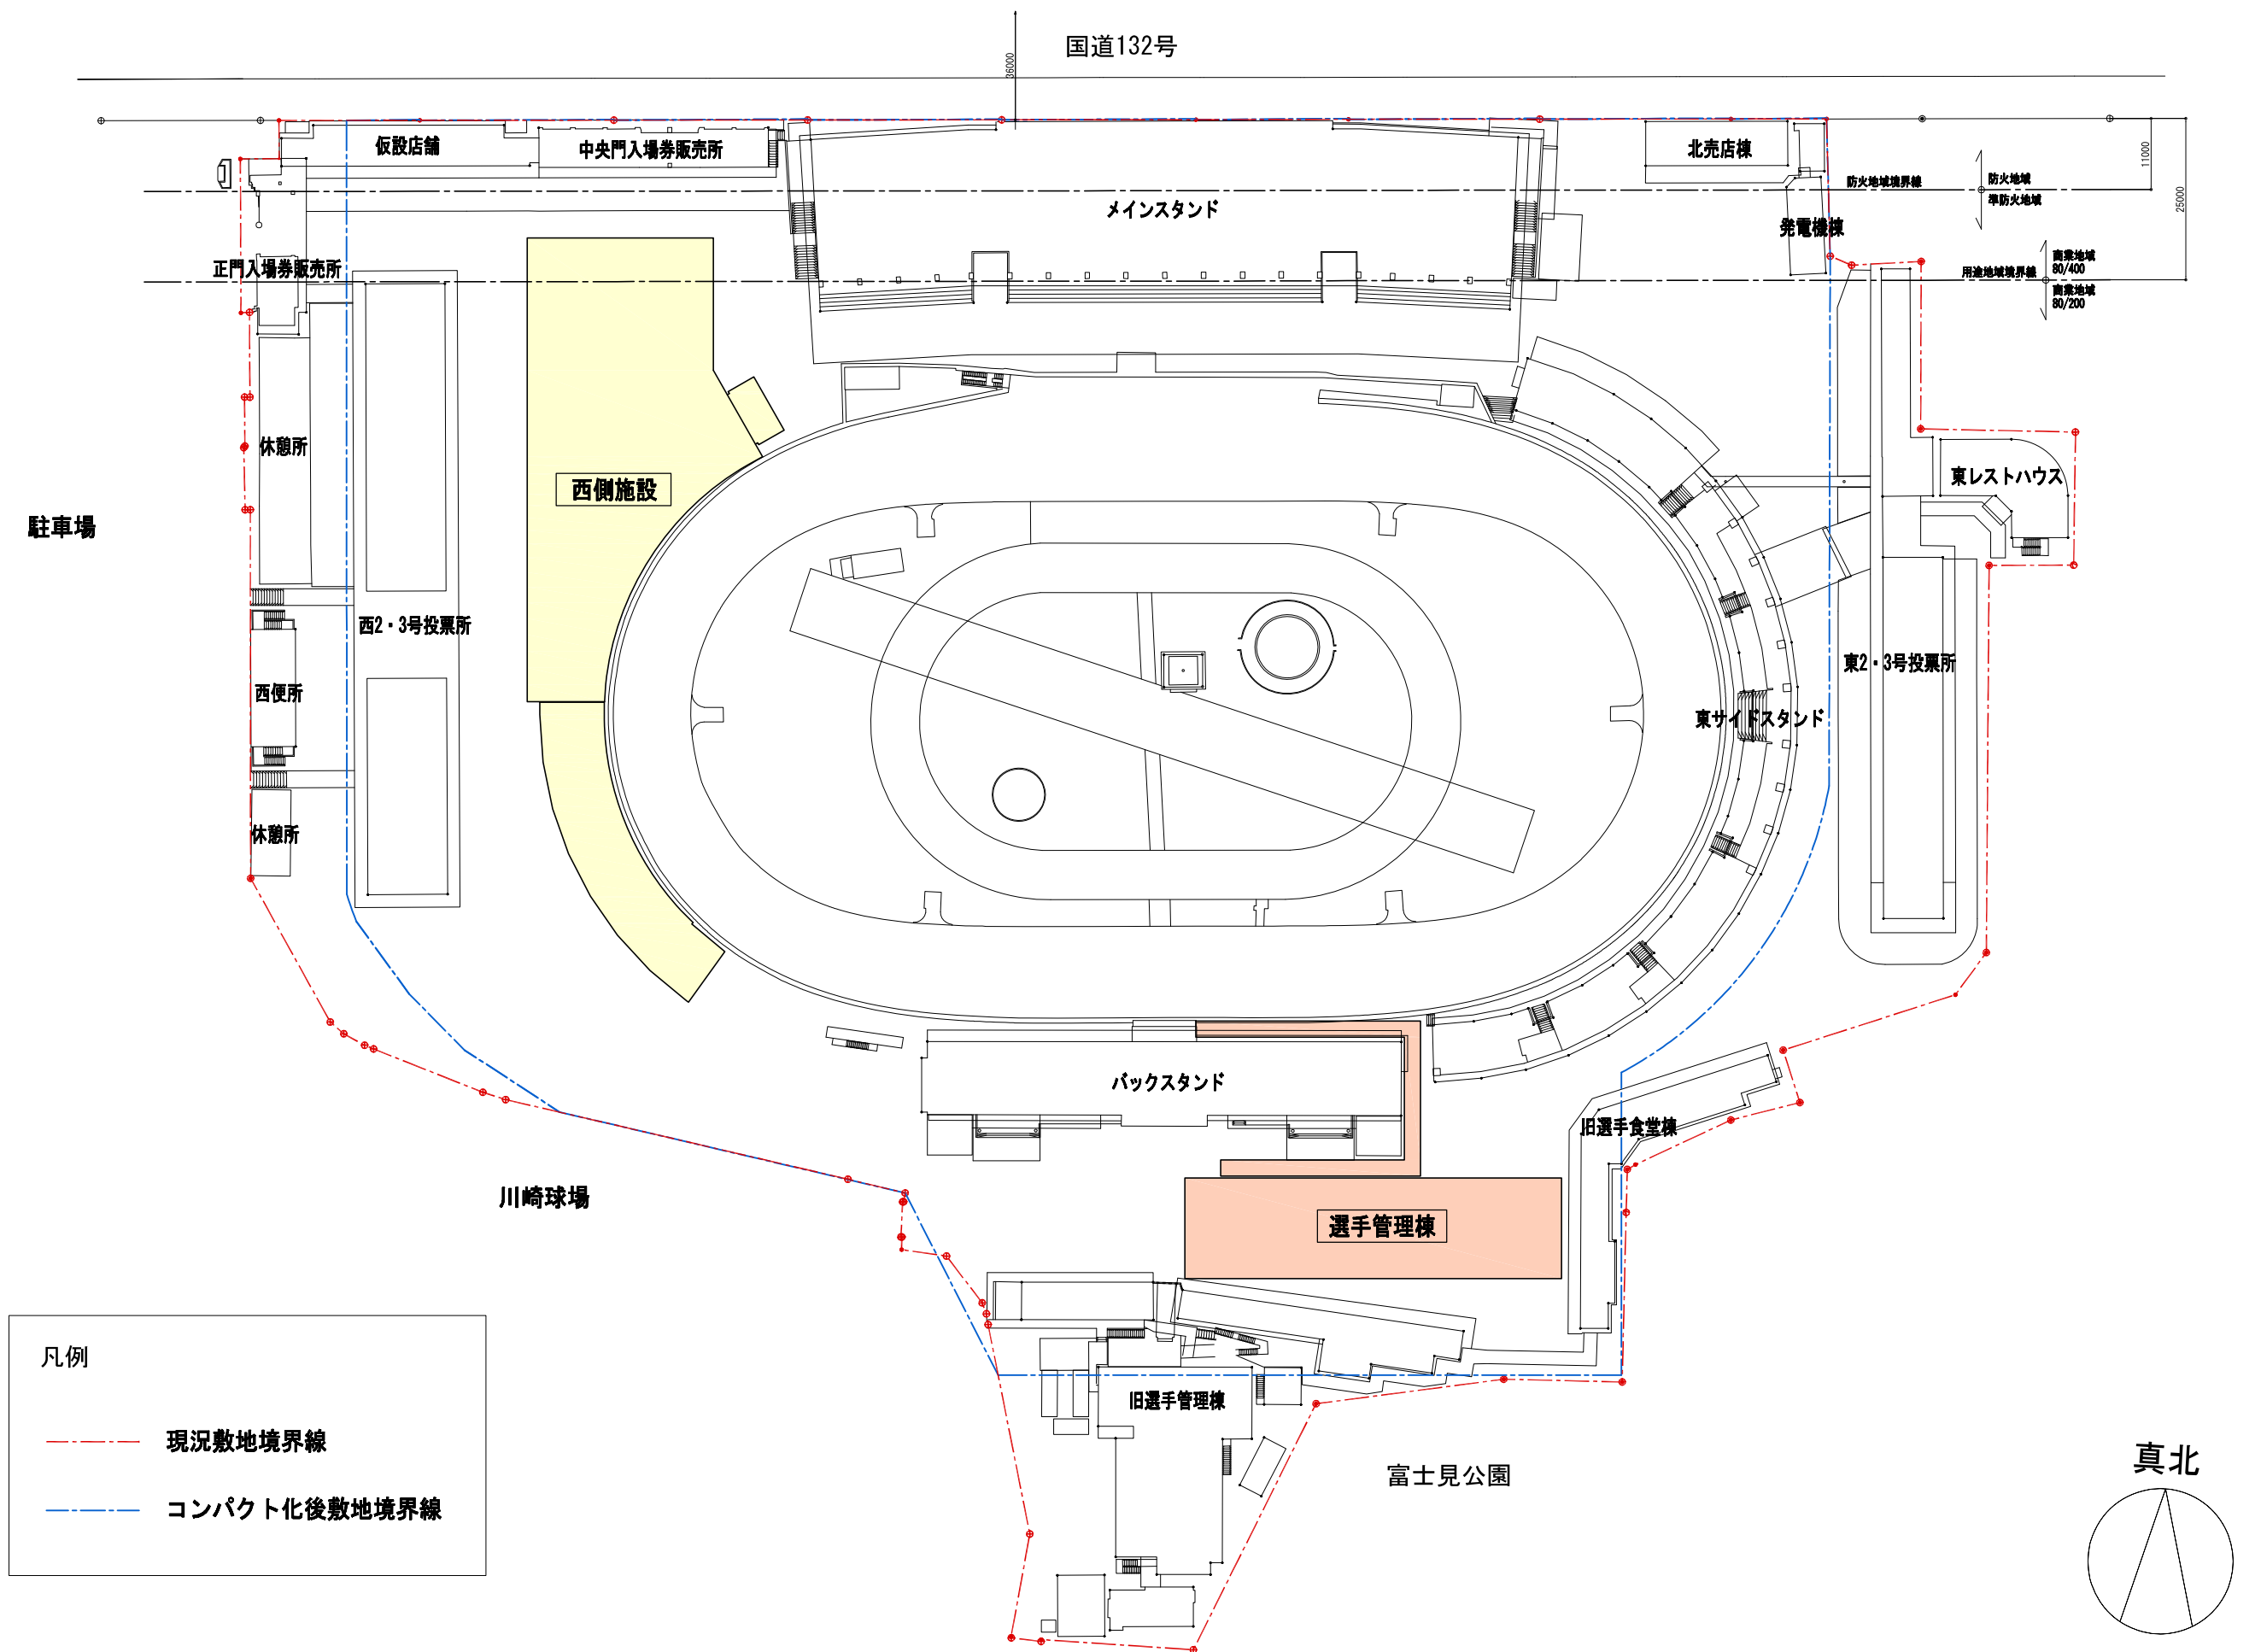 国道132号
36000
仮設店舗
中央門入場券販売所
北売店棟
11000
防火地域境界線
防火地域
準防火地域
25000
メインスタンド
発電機棟
正門入場券販売所
用途地域境界線
商業地域
80/400
商業地域
80/200
休憩所
東レストハウス
西側施設
駐車場
西2・3号投票所
東2・3号投票所
西便所
東サイドスタンド
休憩所
バックスタンド
旧選手食堂棟
川崎球場
選手管理棟
凡例
旧選手管理棟
現況敷地境界線
富士見公園
真北
コンパクト化後敷地境界線